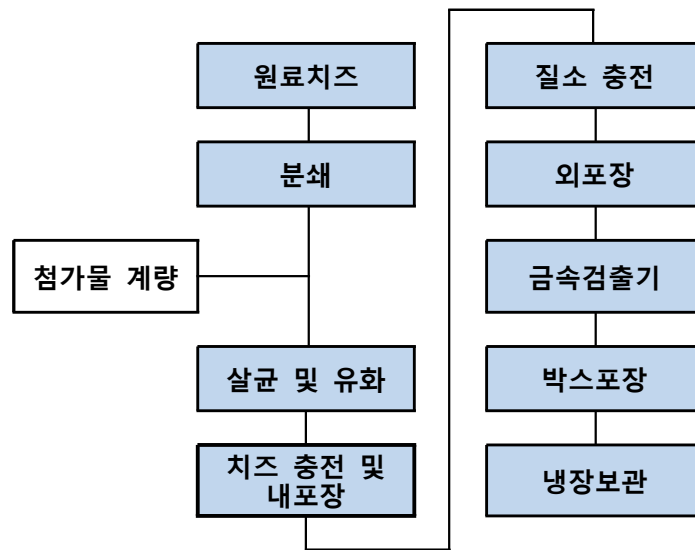 원료치즈
분쇄
첨가물 계량
살균 및 유화
치즈 충전 및
내포장
질소 충전
외포장
금속검출기
박스포장
냉장보관